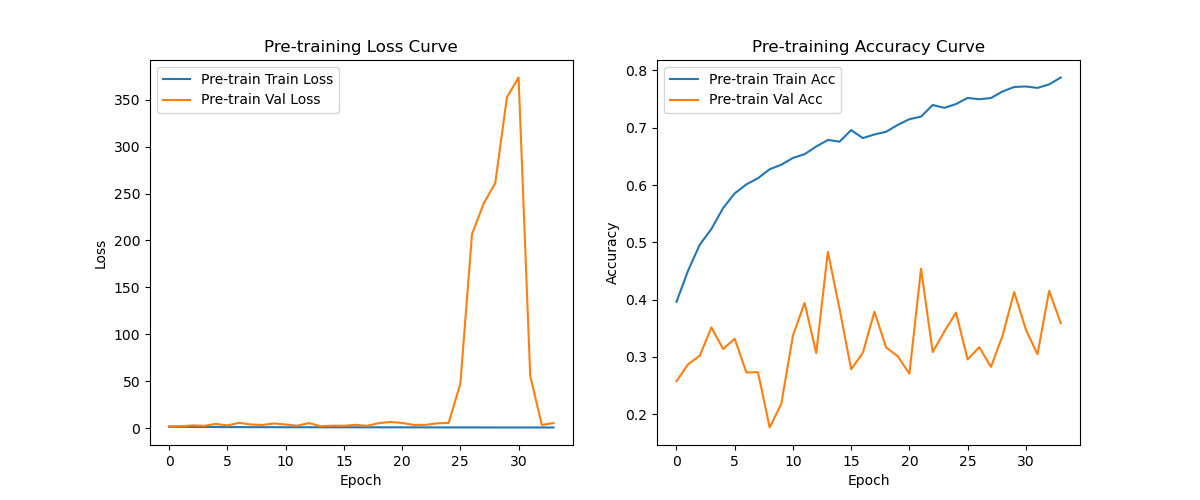 Pre-training Loss Curve
Pre-train Train Loss
Pre-train Val Loss
Loss
350
300
250
200
150
100
50
0
0 5 10 15 20 25 30
Epoch
Pre-training Accuracy Curve
Pre-train Train Acc
Pre-train Val Acc
Accuracy
0.8
0.7
0.6
0.5
0.4
0.3
0.2
0 5 10 15 20 25 30
Epoch